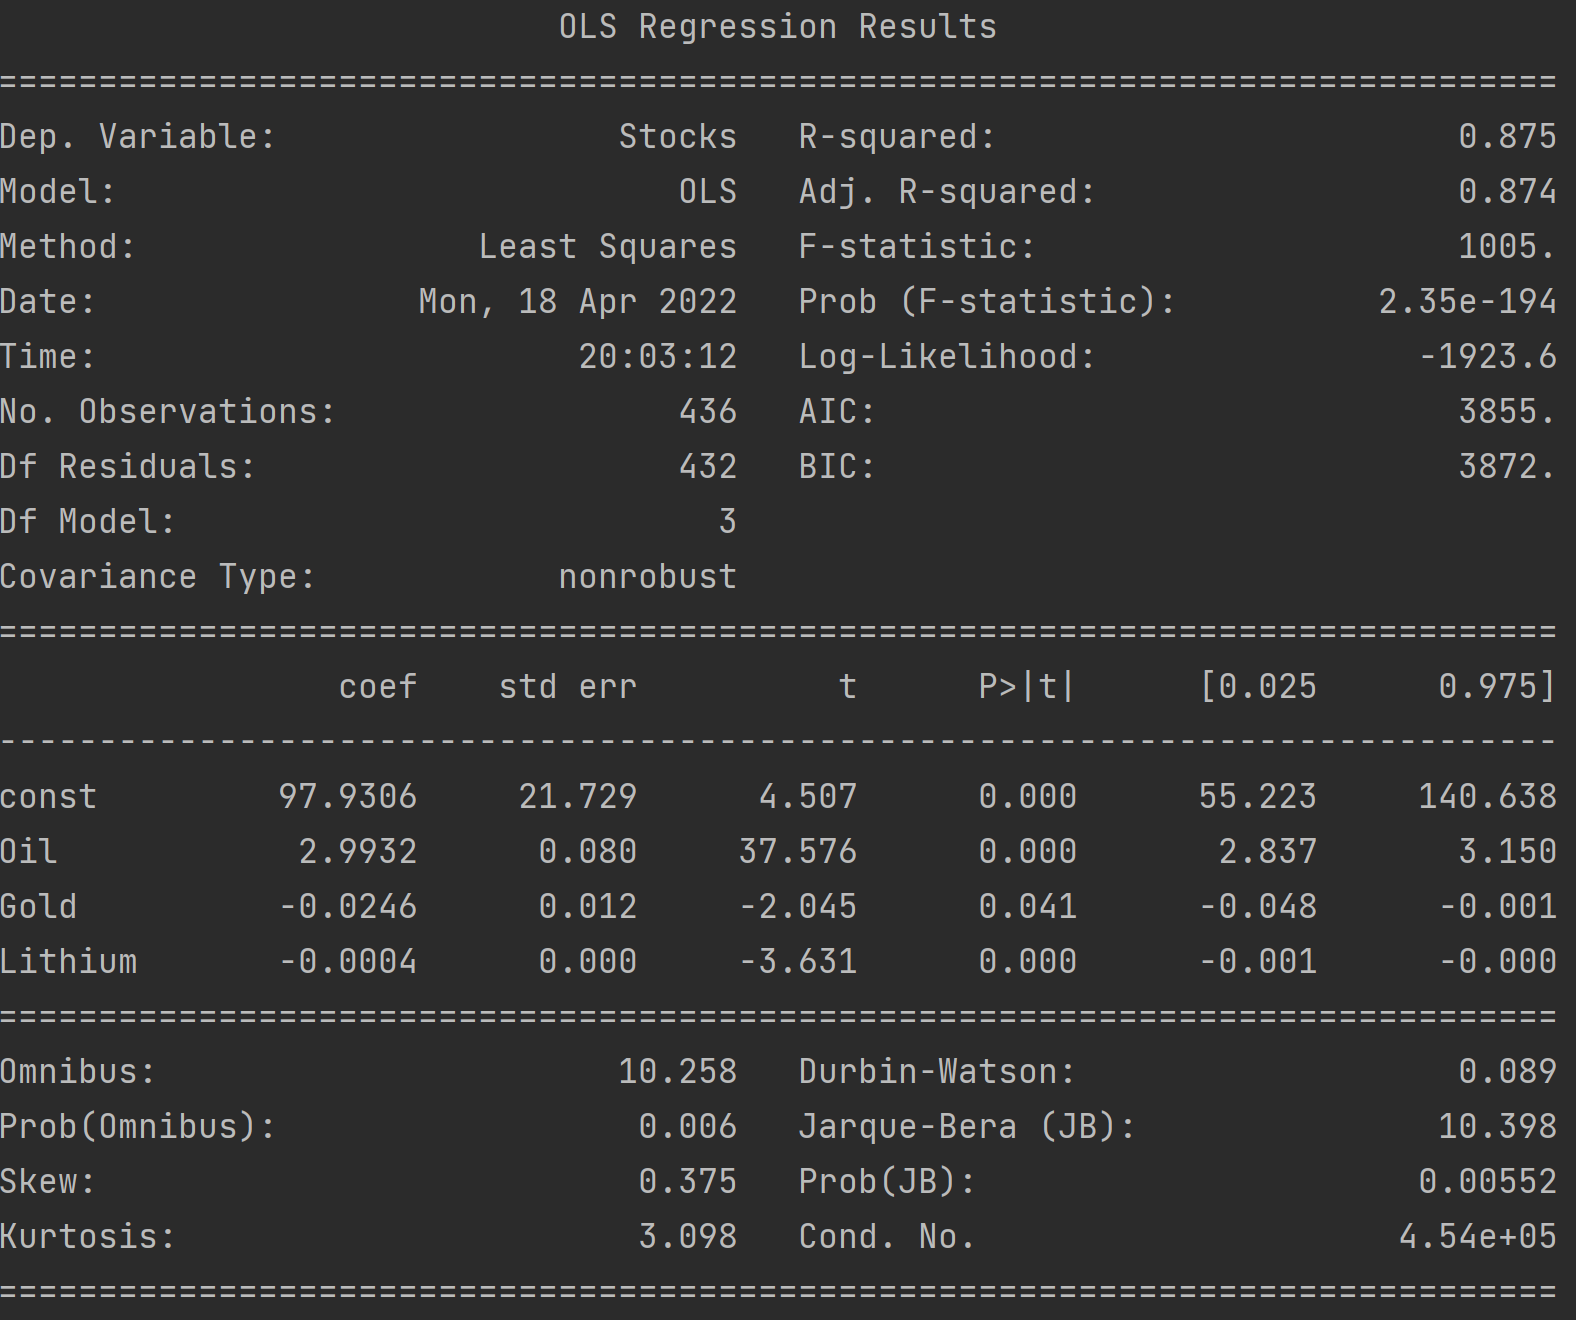 OLS Regression Results
==============================================================================
Dep. Variable:                 Stocks   R-squared:                       0.875
Model:                            OLS   Adj. R-squared:                  0.874
Method:                 Least Squares   F-statistic:                     1005.
Date:                Mon, 18 Apr 2022   Prob (F-statistic):          2.35e-194
Time:                        20:03:12   Log-Likelihood:                -1923.6
No. Observations:                 436   AIC:                             3855.
Df Residuals:                     432   BIC:                             3872.
Df Model:                           3
Covariance Type:            nonrobust
==============================================================================
                 coef    std err          t      P>|t|      [0.025      0.975]
------------------------------------------------------------------------------
const         97.9306     21.729      4.507      0.000      55.223     140.638
Oil            2.9932      0.080     37.576      0.000       2.837       3.150
Gold          -0.0246      0.012     -2.045      0.041      -0.048      -0.001
Lithium       -0.0004      0.000     -3.631      0.000      -0.001      -0.000
==============================================================================
Omnibus:                       10.258   Durbin-Watson:                   0.089
Prob(Omnibus):                  0.006   Jarque-Bera (JB):               10.398
Skew:                           0.375   Prob(JB):                      0.00552
Kurtosis:                       3.098   Cond. No.                     4.54e+05
==============================================================================